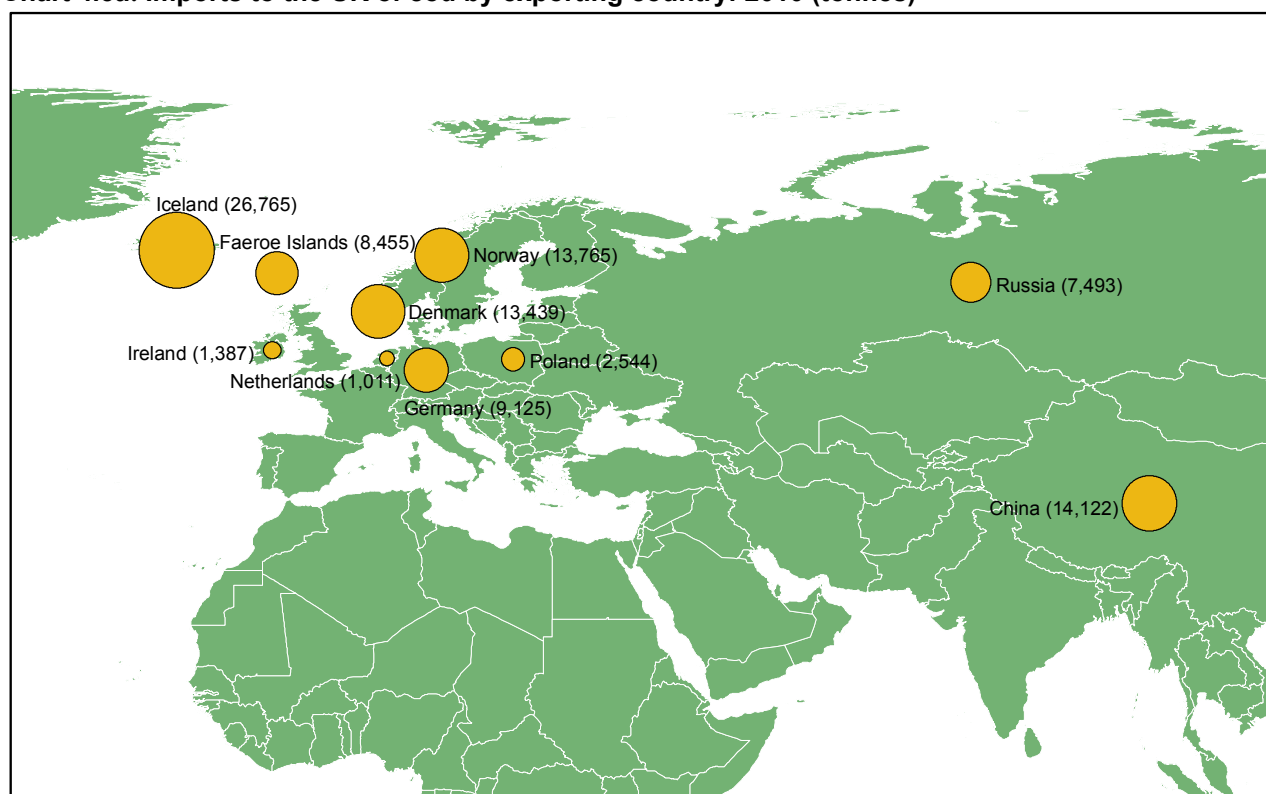 Iceland (26,765)
Faeroe Islands (8,455)
Norway (13,765)
Russia (7,493)
Denmark (13,439)
Ireland (1,387)
Poland (2,544)
Netherlands (1,011)
Germany (9,125)
China (14,122)